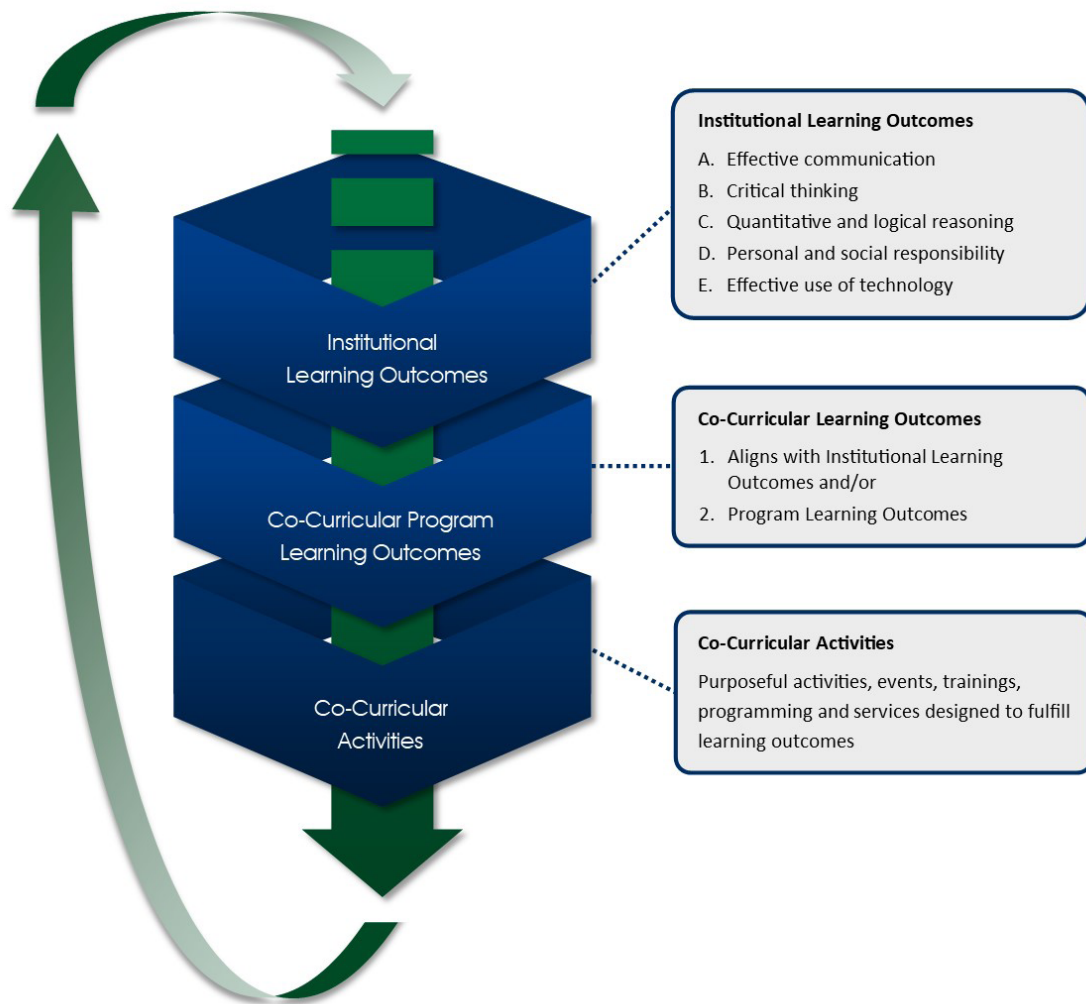 Institutional Learning Outcomes
A. Effective communication
B. Critical thinking
C. Quantitative and logical reasoning
D. Personal and social responsibility
E. Effective use of technology
Institutional
Learning Outcomes
Co-Curricular Learning Outcomes
1. Aligns with Institutional Learning
Outcomes and/or
2. Program Learning Outcomes
Co-Curricular Program
Learning Outcomes
Co-Curricular Activities
Purposeful activities, events, trainings,
programming and services designed to fulfill
learning outcomes
Co-Curricular
Activities